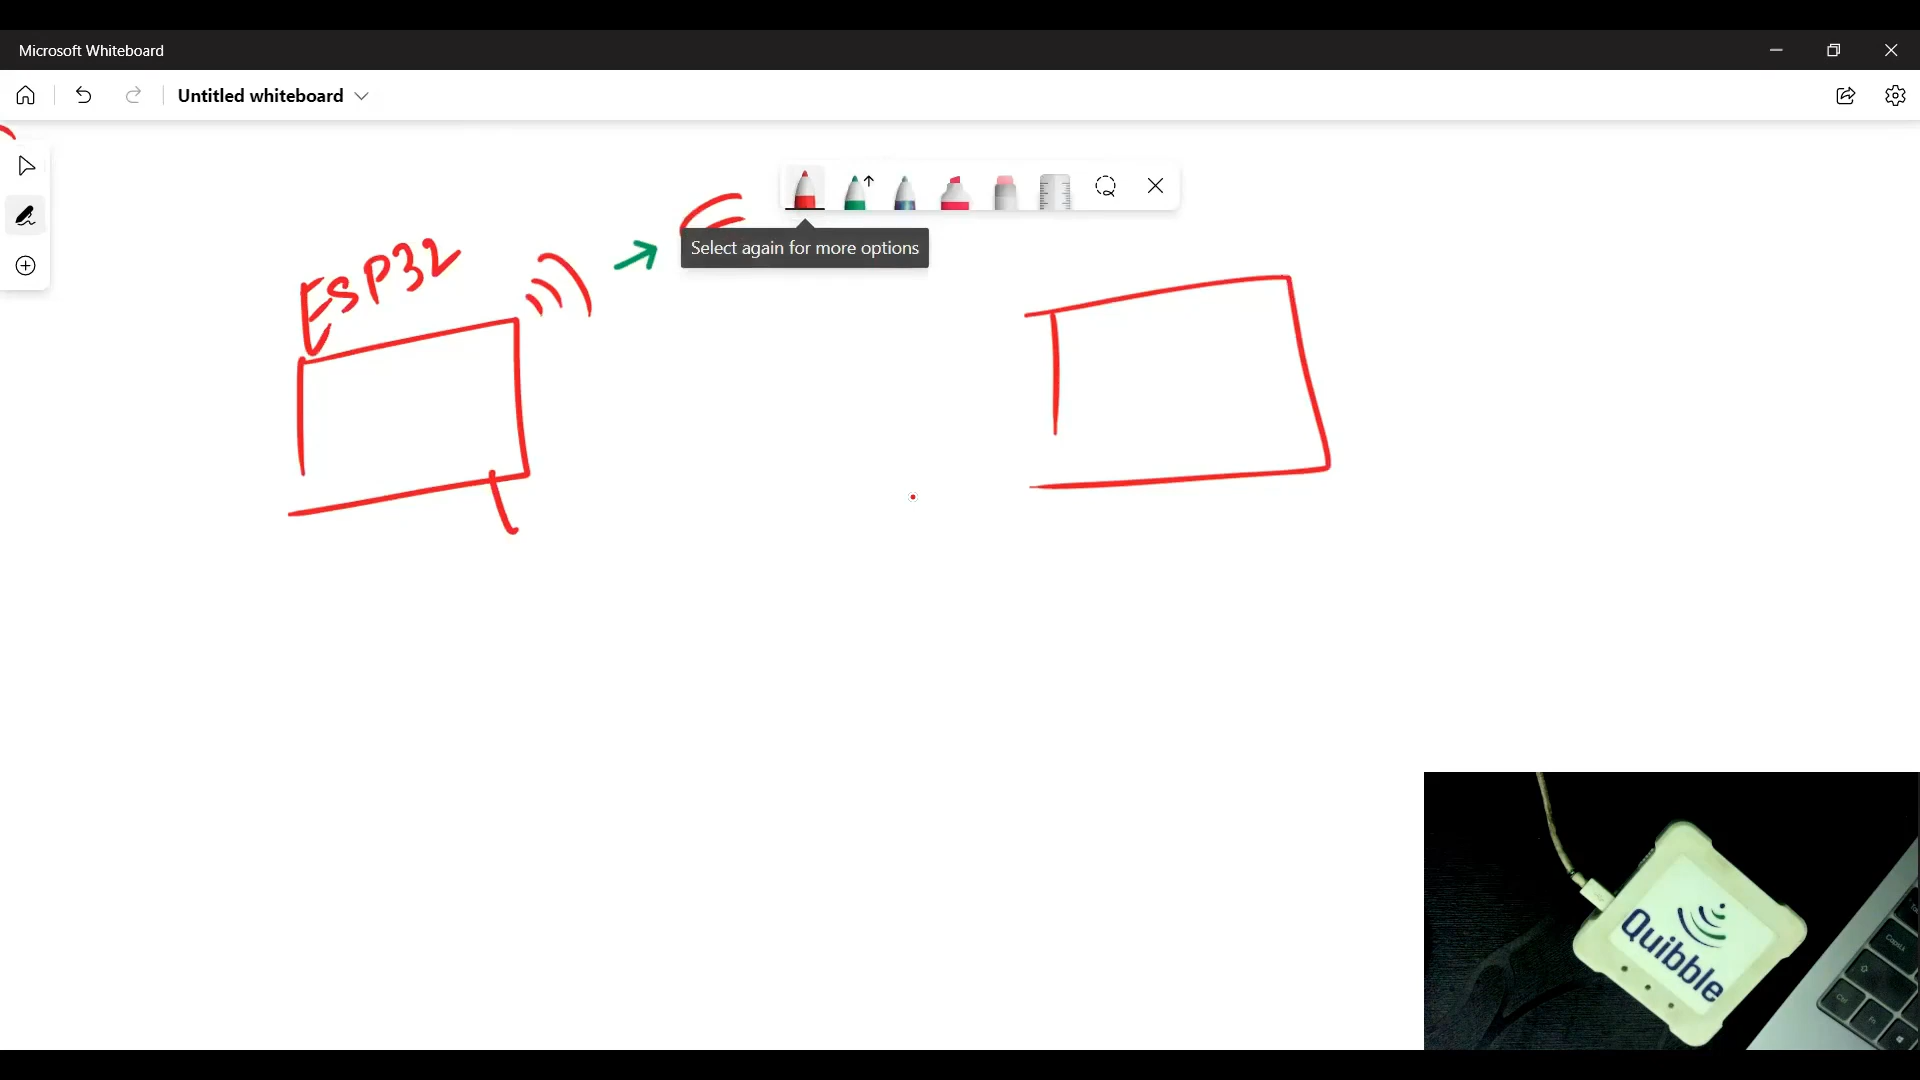 Microsoft Whiteboard
Untitled whiteboard
Select again for more options
ESP32
Quibble